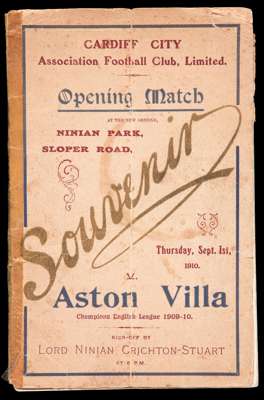 CARDIFF CITY
Association Football Club, Limited.
Opening Match
AT THE NEW GROUND,
NINIAN PARK,
SLOPER ROAD.
Souvenir
Thursday, Sept. 1st,
1910.
V.
Aston Villa
Champions English League 1909-10.
KICK-OFF BY
LORD NINIAN CRICHTON-STUART
AT 5 P.M.